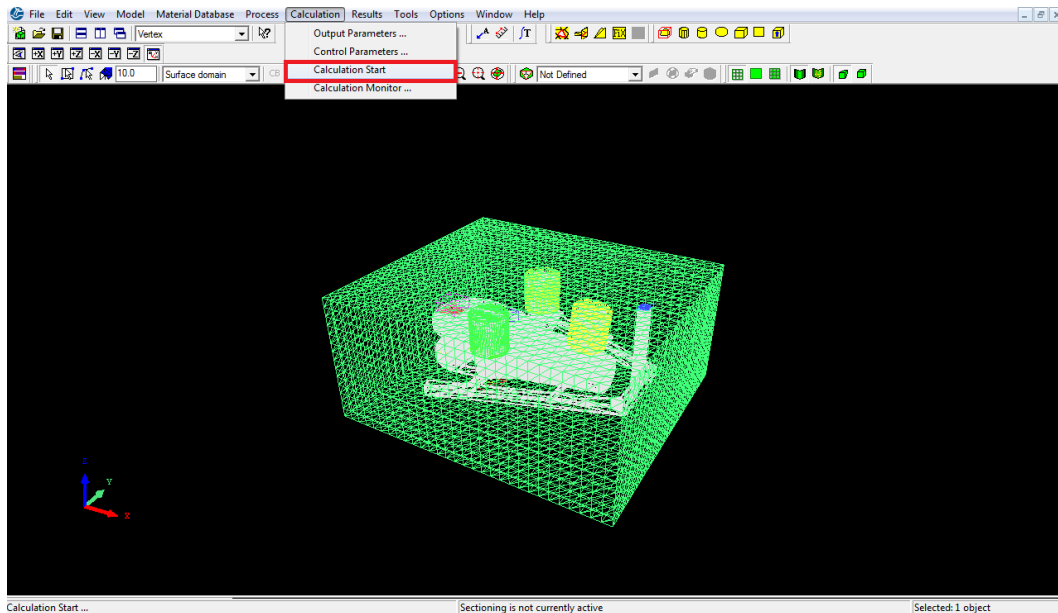 File Edit View Model Material Database Process Calculation Results Tools Options Window Help
Vertex
Output Parameters ...
Control Parameters ...
Calculation Start
Calculation Monitor ...
+X +Y +Z -X -Y -Z
10.0 Surface domain CB Not Defined
Z
Y
X
Calculation Start ... Sectioning is not currently active Selected: 1 object